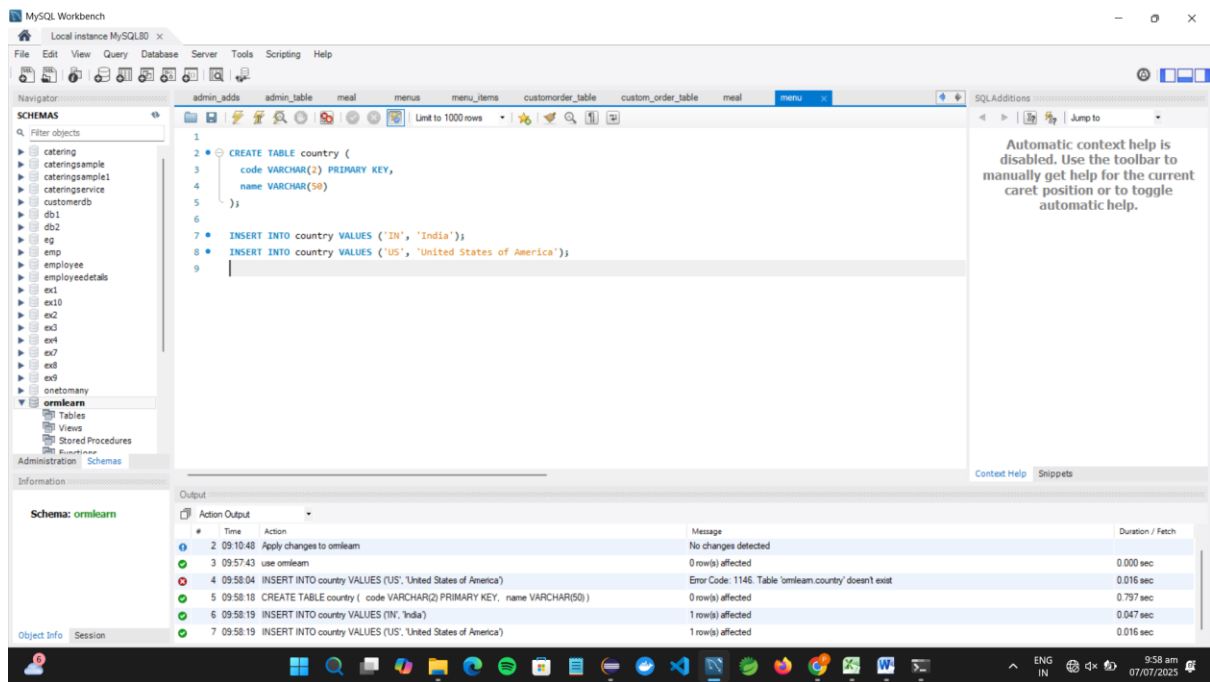 MySQL Workbench
Local instance MySQL80 ×
File Edit View Query Database Server Tools Scripting Help
Navigator
SCHEMAS
Filter objects
catering
cateringsample
cateringsample1
cateringservice
customerdb
db1
db2
eg
emp
employee
employeedetails
ex1
ex10
ex2
ex3
ex4
ex7
ex8
ex9
onetomany
ormlearn
Tables
Views
Stored Procedures
Functions
Administration Schemas
Information
Schema: ormlearn
Object Info Session
admin_adds admin_table meal menus menu_items customorder_table custom_order_table meal menu ×
Limit to 1000 rows
1
2 CREATE TABLE country (
3 code VARCHAR(2) PRIMARY KEY,
4 name VARCHAR(50)
5 );
6
7 INSERT INTO country VALUES ('IN', 'India');
8 INSERT INTO country VALUES ('US', 'United States of America');
9
SQLAdditions
Jump to
Automatic context help is
disabled. Use the toolbar to
manually get help for the current
caret position or to toggle
automatic help.
Context Help Snippets
Output
Action Output
# Time Action Message Duration / Fetch
2 09:10:48 Apply changes to ormlearn No changes detected
3 09:57:43 use ormlearn 0 row(s) affected 0.000 sec
4 09:58:04 INSERT INTO country VALUES ('US', 'United States of America') Error Code: 1146. Table 'ormlearn.country' doesn't exist 0.016 sec
5 09:58:18 CREATE TABLE country ( code VARCHAR(2) PRIMARY KEY, name VARCHAR(50) ) 0 row(s) affected 0.797 sec
6 09:58:19 INSERT INTO country VALUES ('IN', 'India') 1 row(s) affected 0.047 sec
7 09:58:19 INSERT INTO country VALUES ('US', 'United States of America') 1 row(s) affected 0.016 sec
6
ENG
IN
9:58 am
07/07/2025